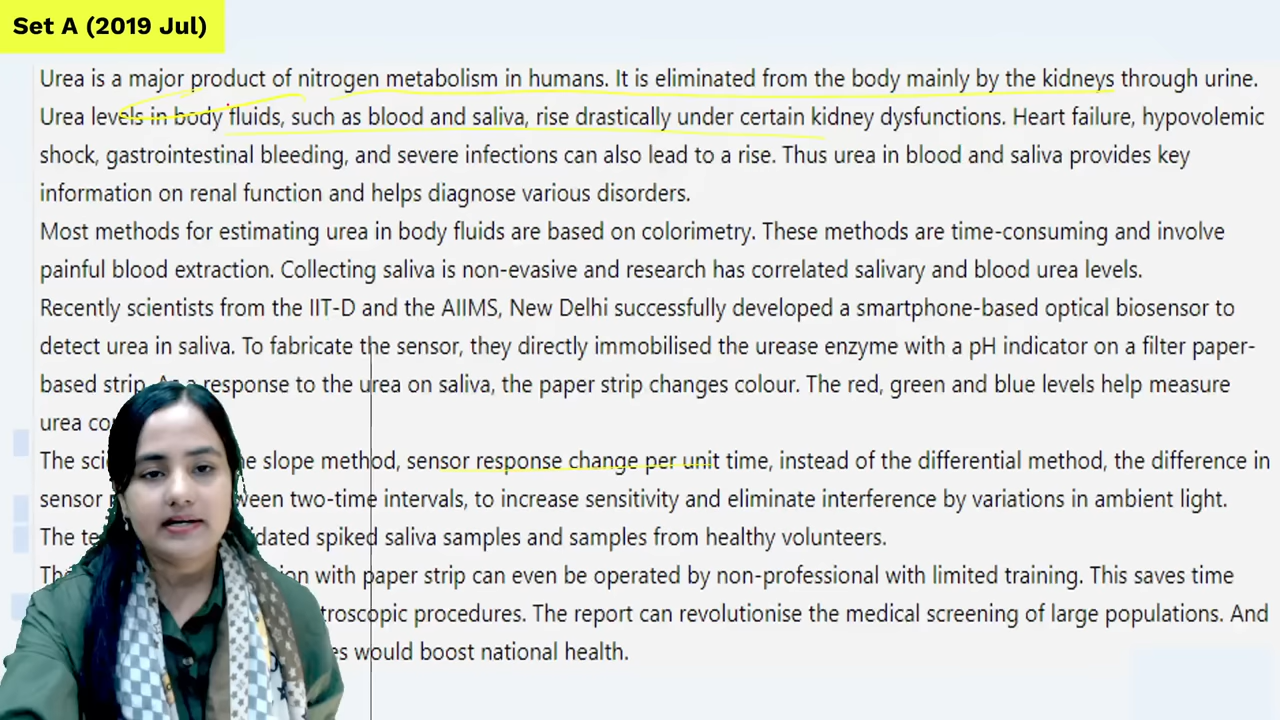 Set A (2019 Jul)
Urea is a major product of nitrogen metabolism in humans. It is eliminated from the body mainly by the kidneys through urine.
Urea levels in body fluids, such as blood and saliva, rise drastically under certain kidney dysfunctions. Heart failure, hypovolemic
shock, gastrointestinal bleeding, and severe infections can also lead to a rise. Thus urea in blood and saliva provides key
information on renal function and helps diagnose various disorders.
Most methods for estimating urea in body fluids are based on colorimetry. These methods are time-consuming and involve
painful blood extraction. Collecting saliva is non-evasive and research has correlated salivary and blood urea levels.
Recently scientists from the IIT-D and the AIIMS, New Delhi successfully developed a smartphone-based optical biosensor to
detect urea in saliva. To fabricate the sensor, they directly immobilised the urease enzyme with a pH indicator on a filter paper-
based strip. As a response to the urea on saliva, the paper strip changes colour. The red, green and blue levels help measure
urea
The slope method, sensor response change per unit time, instead of the differential method, the difference in
sensor two-time intervals, to increase sensitivity and eliminate interference by variations in ambient light.
The spiked saliva samples and samples from healthy volunteers.
with paper strip can even be operated by non-professional with limited training. This saves time
procedures. The report can revolutionise the medical screening of large populations. And
would boost national health.